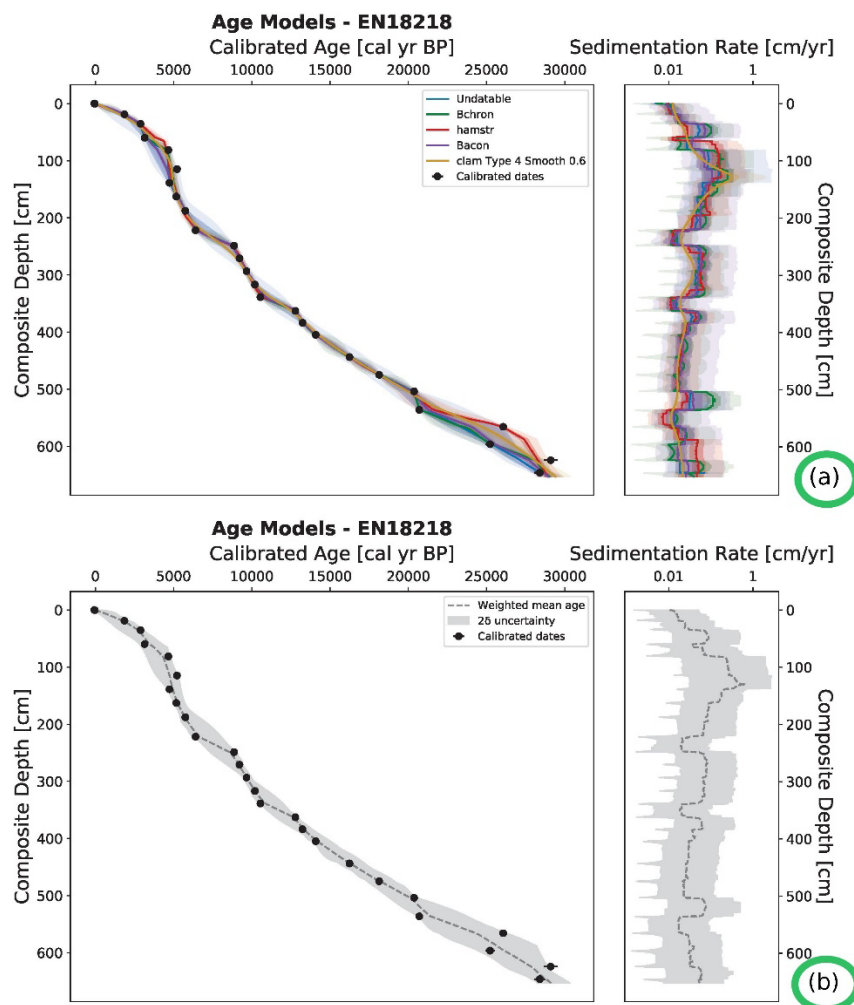 Age Models - EN18218
Calibrated Age [cal yr BP]
Sedimentation Rate [cm/yr]
0 5000 10000 15000 20000 25000 30000
0.01 1
0
100
200
300
400
500
600
Composite Depth [cm]
Undatable
Bchron
hamstr
Bacon
clam Type 4 Smooth 0.6
Calibrated dates
0
100
200
300
400
500
600
Composite Depth [cm]
(a)
Age Models - EN18218
Calibrated Age [cal yr BP]
Sedimentation Rate [cm/yr]
0 5000 10000 15000 20000 25000 30000
0.01 1
0
100
200
300
400
500
600
Composite Depth [cm]
Weighted mean age
2δ uncertainty
Calibrated dates
0
100
200
300
400
500
600
Composite Depth [cm]
(b)